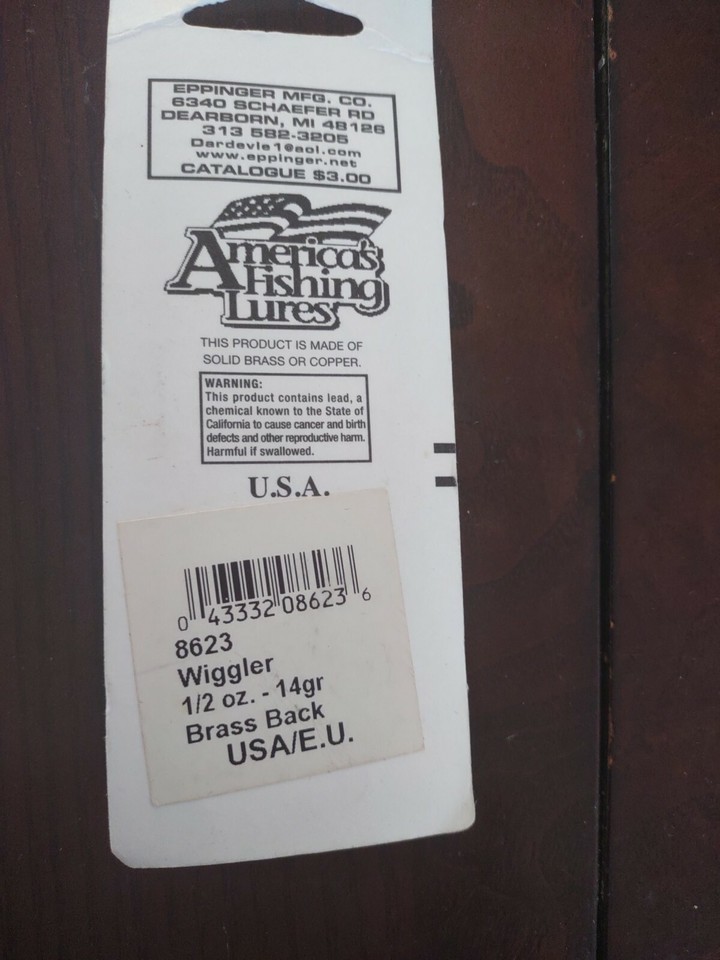 EPPINGER MFG. CO.
6340 SCHAEFER RD
DEARBORN, MI 48126
313 582-3205
Dardevle1@aol.com
www.eppinger.net
CATALOGUE $3.00
America's
Fishing
Lures
THIS PRODUCT IS MADE OF
SOLID BRASS OR COPPER.
WARNING:
This product contains lead, a
chemical known to the State of
California to cause cancer and birth
defects and other reproductive harm.
Harmful if swallowed.
U.S.A.
0 43332 08623 6
8623
Wiggler
1/2 oz. - 14gr
Brass Back
USA/E.U.